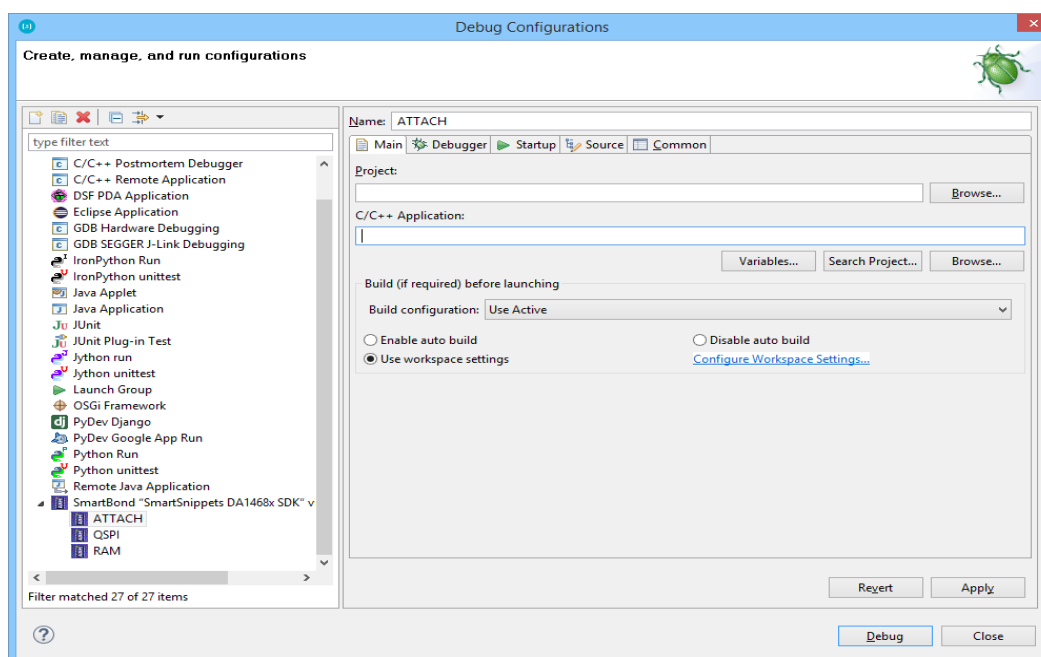 Debug Configurations
Create, manage, and run configurations
type filter text
C/C++ Postmortem Debugger
C/C++ Remote Application
DSF PDA Application
Eclipse Application
GDB Hardware Debugging
GDB SEGGER J-Link Debugging
IronPython Run
IronPython unittest
Java Applet
Java Application
JUnit
JUnit Plug-in Test
Jython run
Jython unittest
Launch Group
OSGi Framework
PyDev Django
PyDev Google App Run
Python Run
Python unittest
Remote Java Application
SmartBond "SmartSnippets DA1468x SDK" v
ATTACH
QSPI
RAM
Filter matched 27 of 27 items
Name: ATTACH
Main Debugger Startup Source Common
Project:
Browse...
C/C++ Application:
Variables... Search Project... Browse...
Build (if required) before launching
Build configuration: Use Active
Enable auto build Disable auto build
Use workspace settings Configure Workspace Settings...
Revert Apply
Debug Close